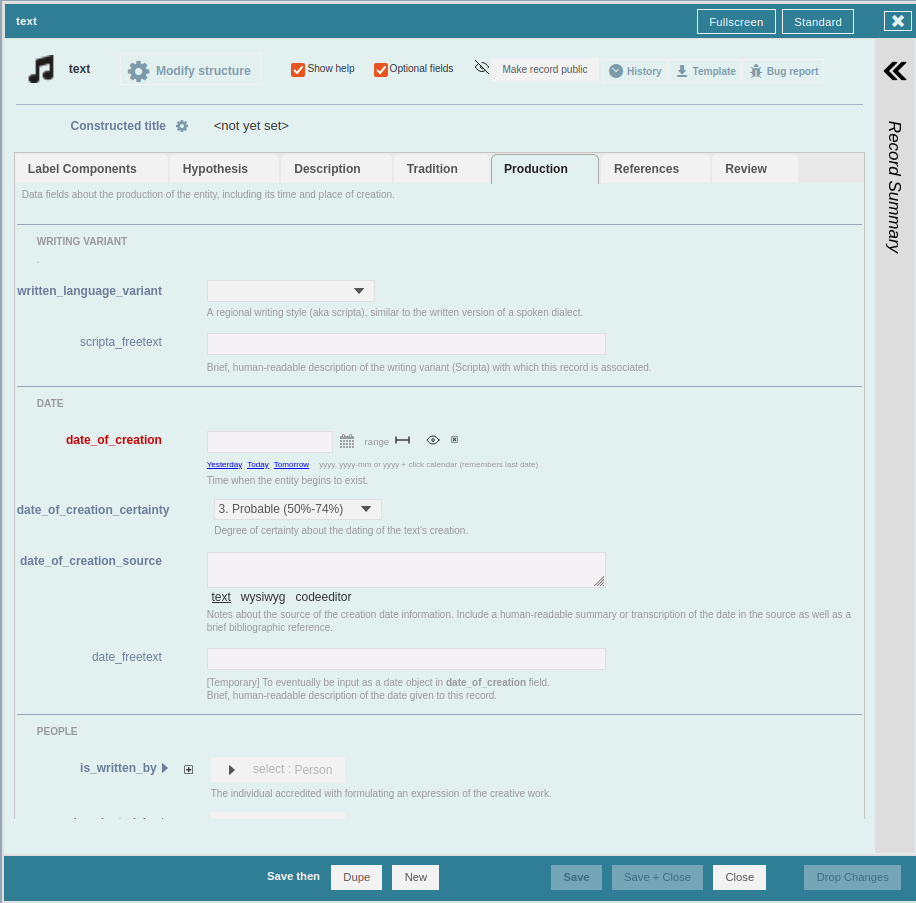 text
Fullscreen Standard
text Modify structure Show help Optional fields Make record public History Template Bug report
Constructed title <not yet set>
Label Components Hypothesis Description Tradition Production References Review
Data fields about the production of the entity, including its time and place of creation.
WRITING VARIANT
.
written_language_variant
A regional writing style (aka scripta), similar to the written version of a spoken dialect.
scripta_freetext
Brief, human-readable description of the writing variant (Scripta) with which this record is associated.
DATE
date_of_creation range
Yesterday Today Tomorrow yyyy, yyyy-mm or yyyy + click calendar (remembers last date)
Time when the entity begins to exist.
date_of_creation_certainty 3. Probable (50%-74%)
Degree of certainty about the dating of the text's creation.
date_of_creation_source
text wysiwyg codeeditor
Notes about the source of the creation date information. Include a human-readable summary or transcription of the date in the source as well as a
brief bibliographic reference.
date_freetext
[Temporary] To eventually be input as a date object in date_of_creation field.
Brief, human-readable description of the date given to this record.
PEOPLE
is_written_by select : Person
The individual accredited with formulating an expression of the creative work.
Record Summary
Save then Dupe New Save Save + Close Close Drop Changes